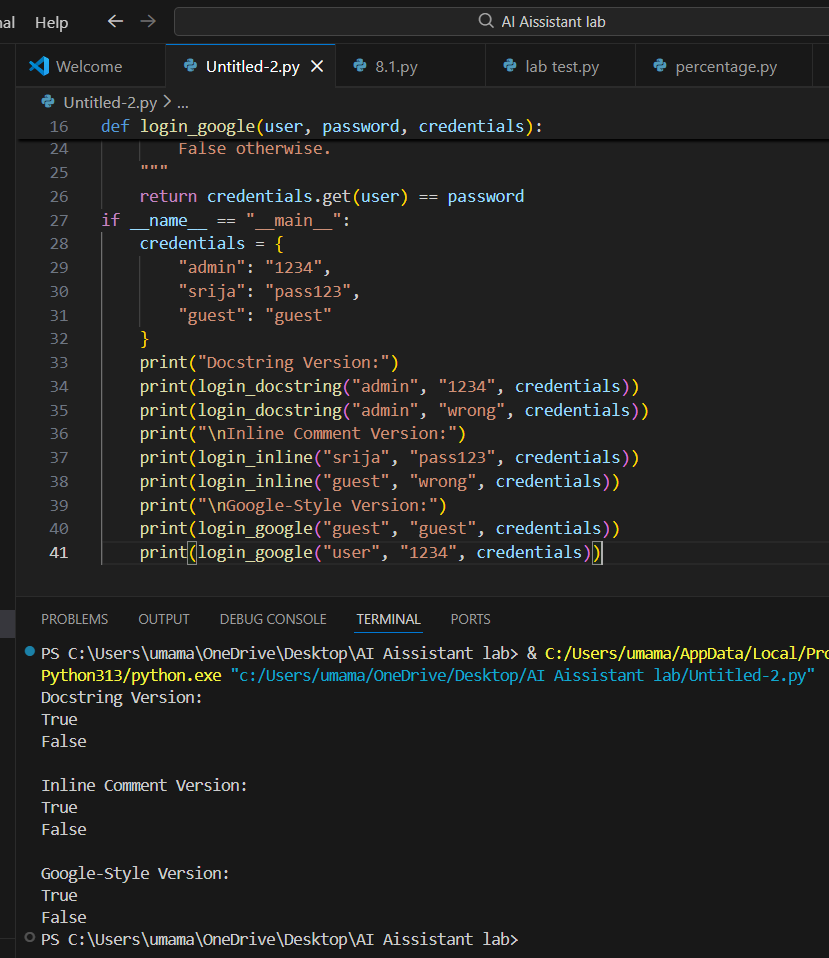 nal Help ← → AI Aissistant lab
Welcome Untitled-2.py × 8.1.py lab test.py percentage.py
Untitled-2.py > ...
16 def login_google(user, password, credentials):
24 False otherwise.
25 """
26 return credentials.get(user) == password
27 if __name__ == "__main__":
28 credentials = {
29 "admin": "1234",
30 "srija": "pass123",
31 "guest": "guest"
32 }
33 print("Docstring Version:")
34 print(login_docstring("admin", "1234", credentials))
35 print(login_docstring("admin", "wrong", credentials))
36 print("\nInline Comment Version:")
37 print(login_inline("srija", "pass123", credentials))
38 print(login_inline("guest", "wrong", credentials))
39 print("\nGoogle-Style Version:")
40 print(login_google("guest", "guest", credentials))
41 print(login_google("user", "1234", credentials))
PROBLEMS OUTPUT DEBUG CONSOLE TERMINAL PORTS
PS C:\Users\umama\OneDrive\Desktop\AI Aissistant lab> & C:/Users/umama/AppData/Local/Pro
Python313/python.exe "c:/Users/umama/OneDrive/Desktop/AI Aissistant lab/Untitled-2.py"
Docstring Version:
True
False
Inline Comment Version:
True
False
Google-Style Version:
True
False
PS C:\Users\umama\OneDrive\Desktop\AI Aissistant lab>